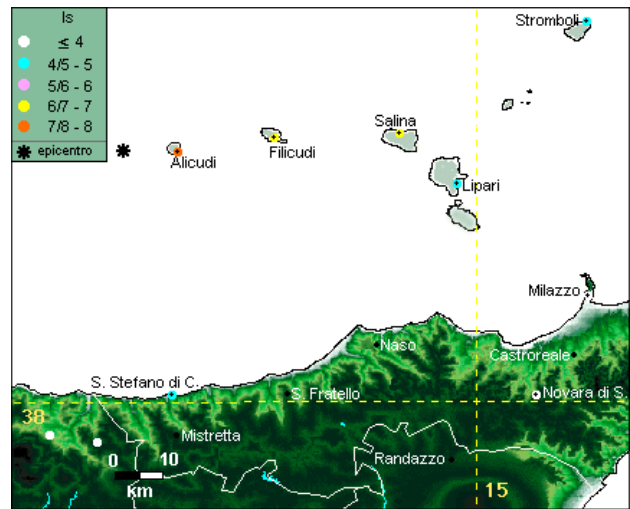 Is
≤ 4
4/5 - 5
5/6 - 6
6/7 - 7
7/8 - 8
epicentro
Stromboli
Salina
Filicudi
Alicudi
Lipari
Milazzo
Naso
Castroreale
S. Stefano di C.
S. Fratello
Novara di S.
38
Mistretta
Randazzo
0 10
Km
15